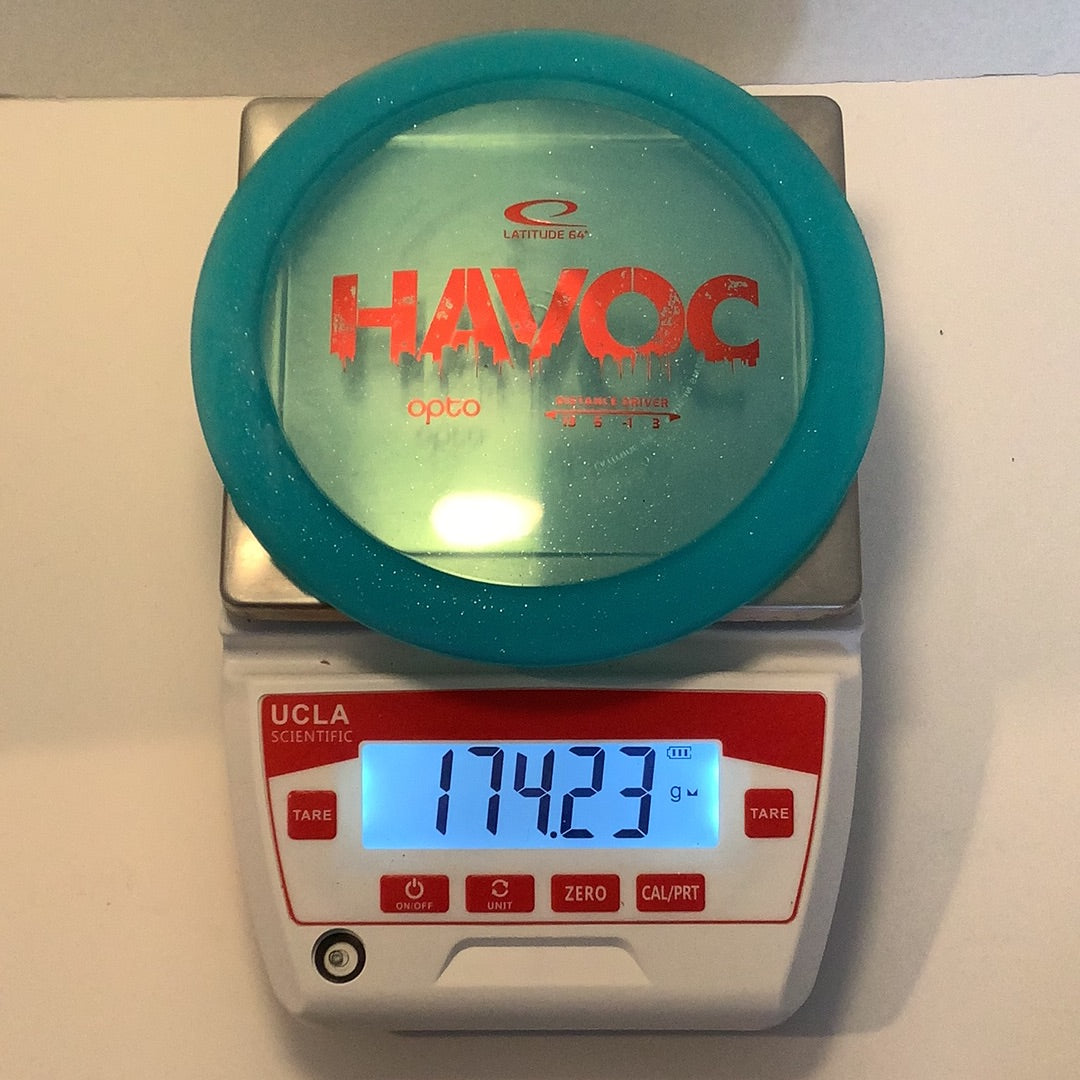 LATITUDE 64°
HAVOC
opto
DISTANCE DRIVER
13 5 -1 3
UCLA
SCIENTIFIC
174.23 g
TARE
TARE
ON/OFF
UNIT
ZERO
CAL/PRT